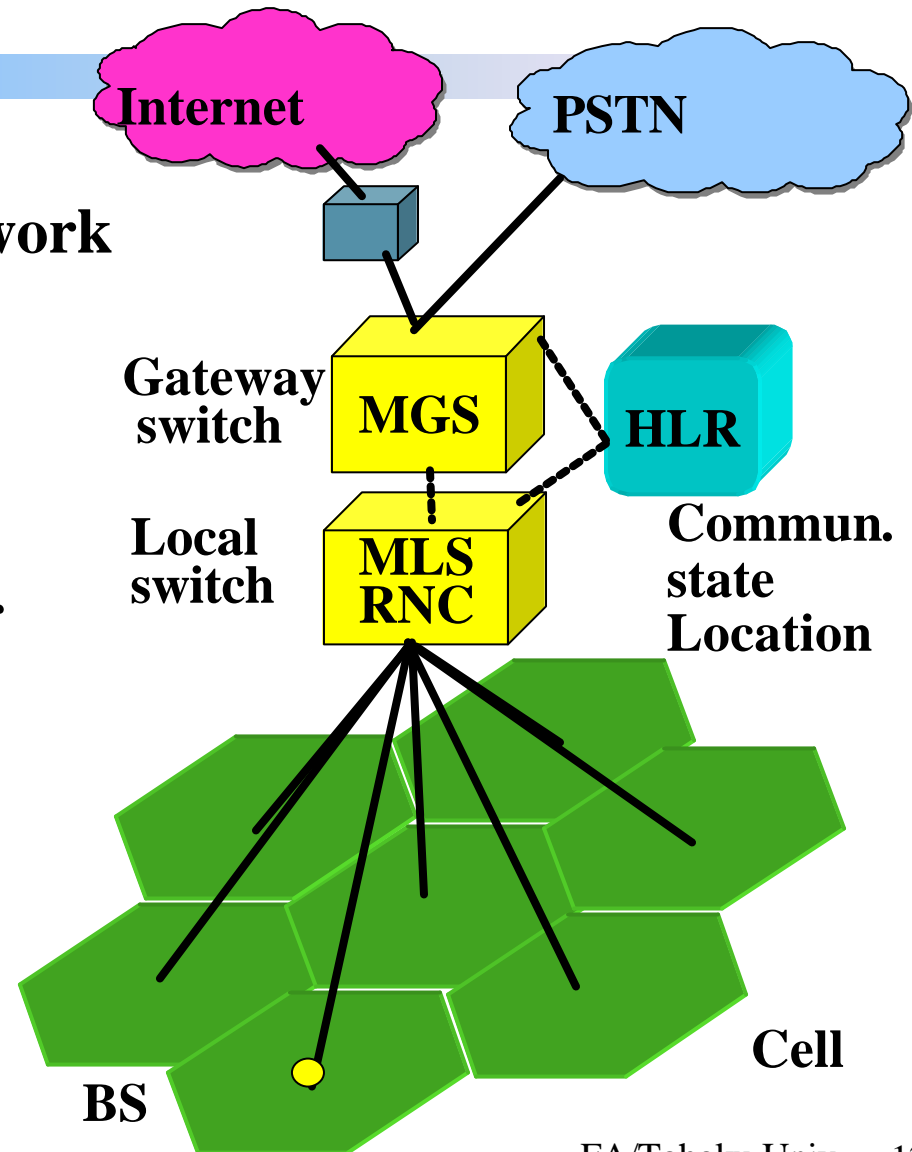 Internet
PSTN
work
Gateway
switch
MGS
HLR
Local
switch
MLS
RNC
Commun.
state
Location
Cell
BS